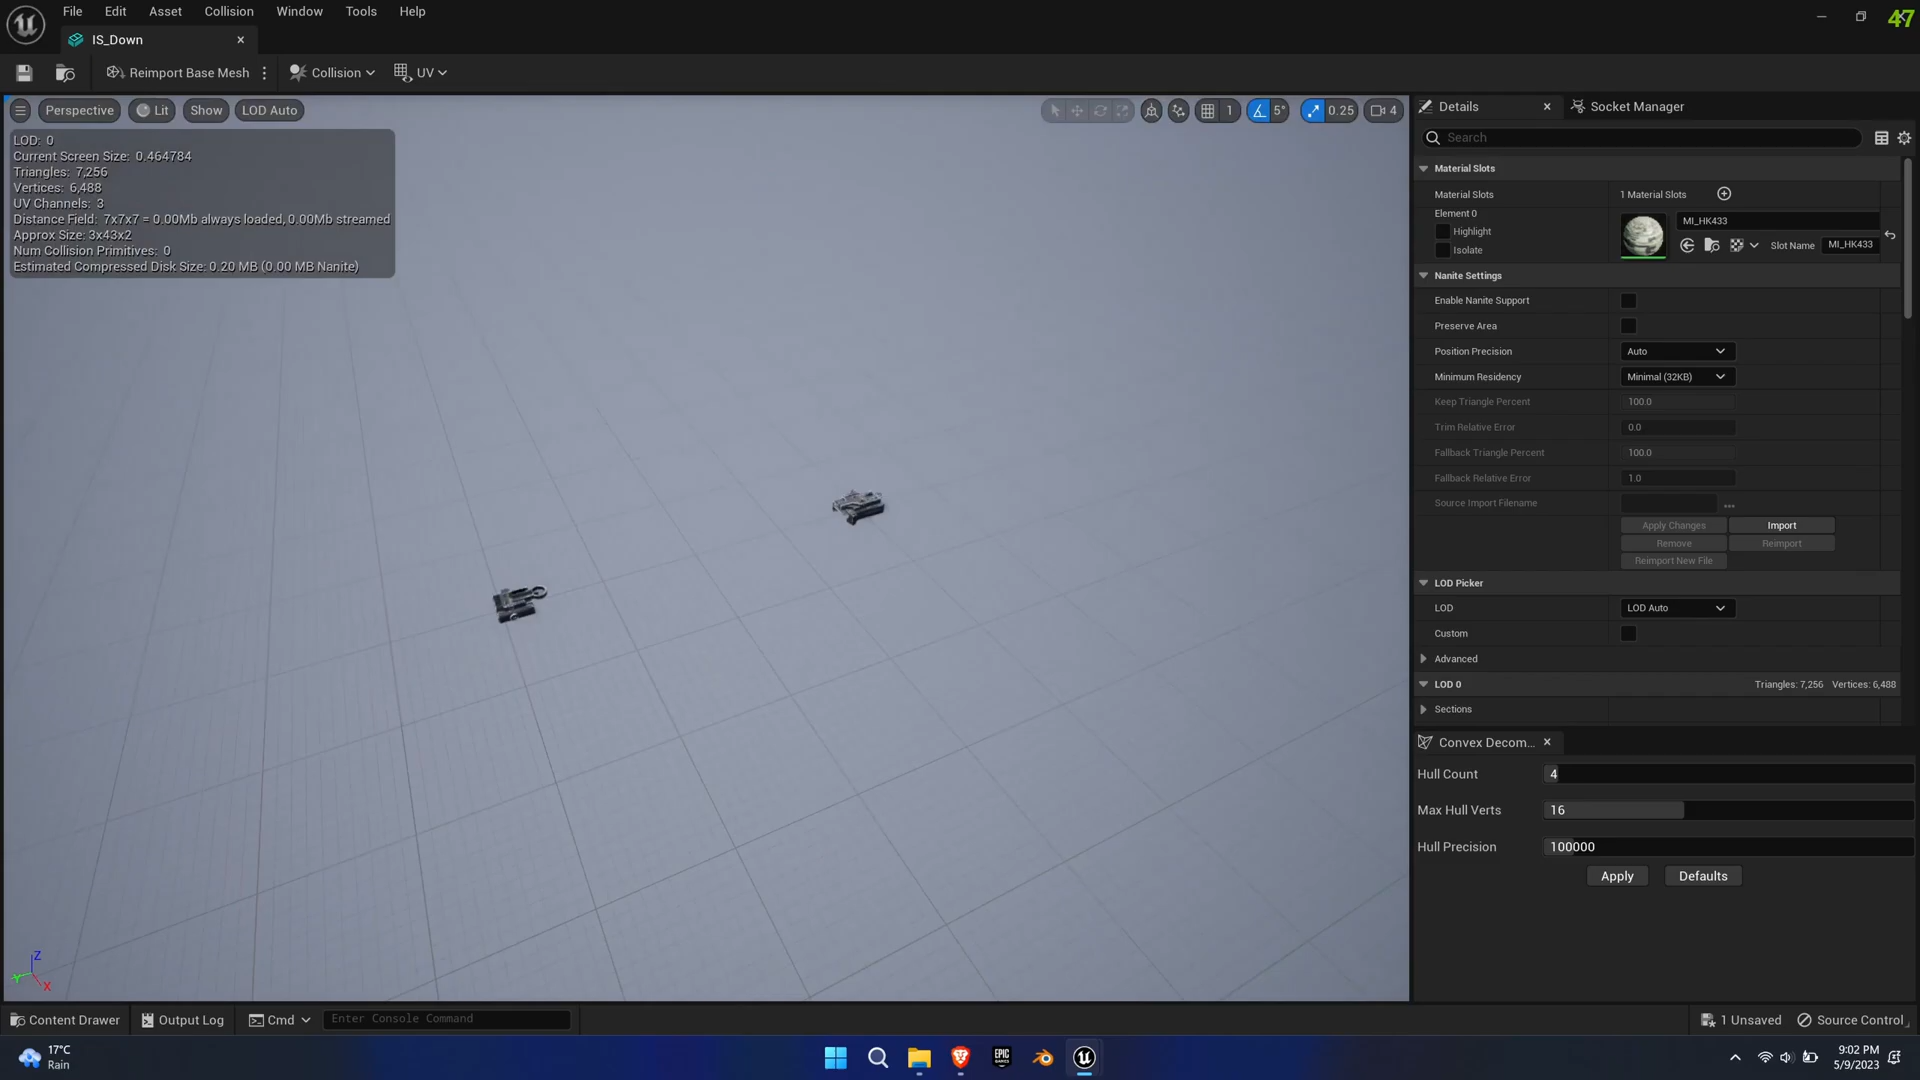 File Edit Asset Collision Window Tools Help
47
IS_Down
Reimport Base Mesh Collision UV
Perspective Lit Show LOD Auto 1 5° 0.25 4
LOD: 0
Current Screen Size: 0.464784
Triangles: 7,256
Vertices: 6,488
UV Channels: 3
Distance Field: 7x7x7 = 0.00Mb always loaded, 0.00Mb streamed
Approx Size: 3x43x2
Num Collision Primitives: 0
Estimated Compressed Disk Size: 0.20 MB (0.00 MB Nanite)
Z
Y
X
Details Socket Manager
Search
Material Slots
Material Slots 1 Material Slots
Element 0
Highlight
Isolate
MI_HK433
Slot Name MI_HK433
Nanite Settings
Enable Nanite Support
Preserve Area
Position Precision Auto
Minimum Residency Minimal (32KB)
Keep Triangle Percent 100.0
Trim Relative Error 0.0
Fallback Triangle Percent 100.0
Fallback Relative Error 1.0
Source Import Filename ...
Apply Changes Import
Remove Reimport
Reimport New File
LOD Picker
LOD LOD Auto
Custom
Advanced
LOD 0 Triangles: 7,256 Vertices: 6,488
Sections
Convex Decom...
Hull Count 4
Max Hull Verts 16
Hull Precision 100000
Apply Defaults
Content Drawer Output Log Cmd Enter Console Command 1 Unsaved Source Control
17°C
Rain
EPIC
GAMES
9:02 PM
5/9/2023